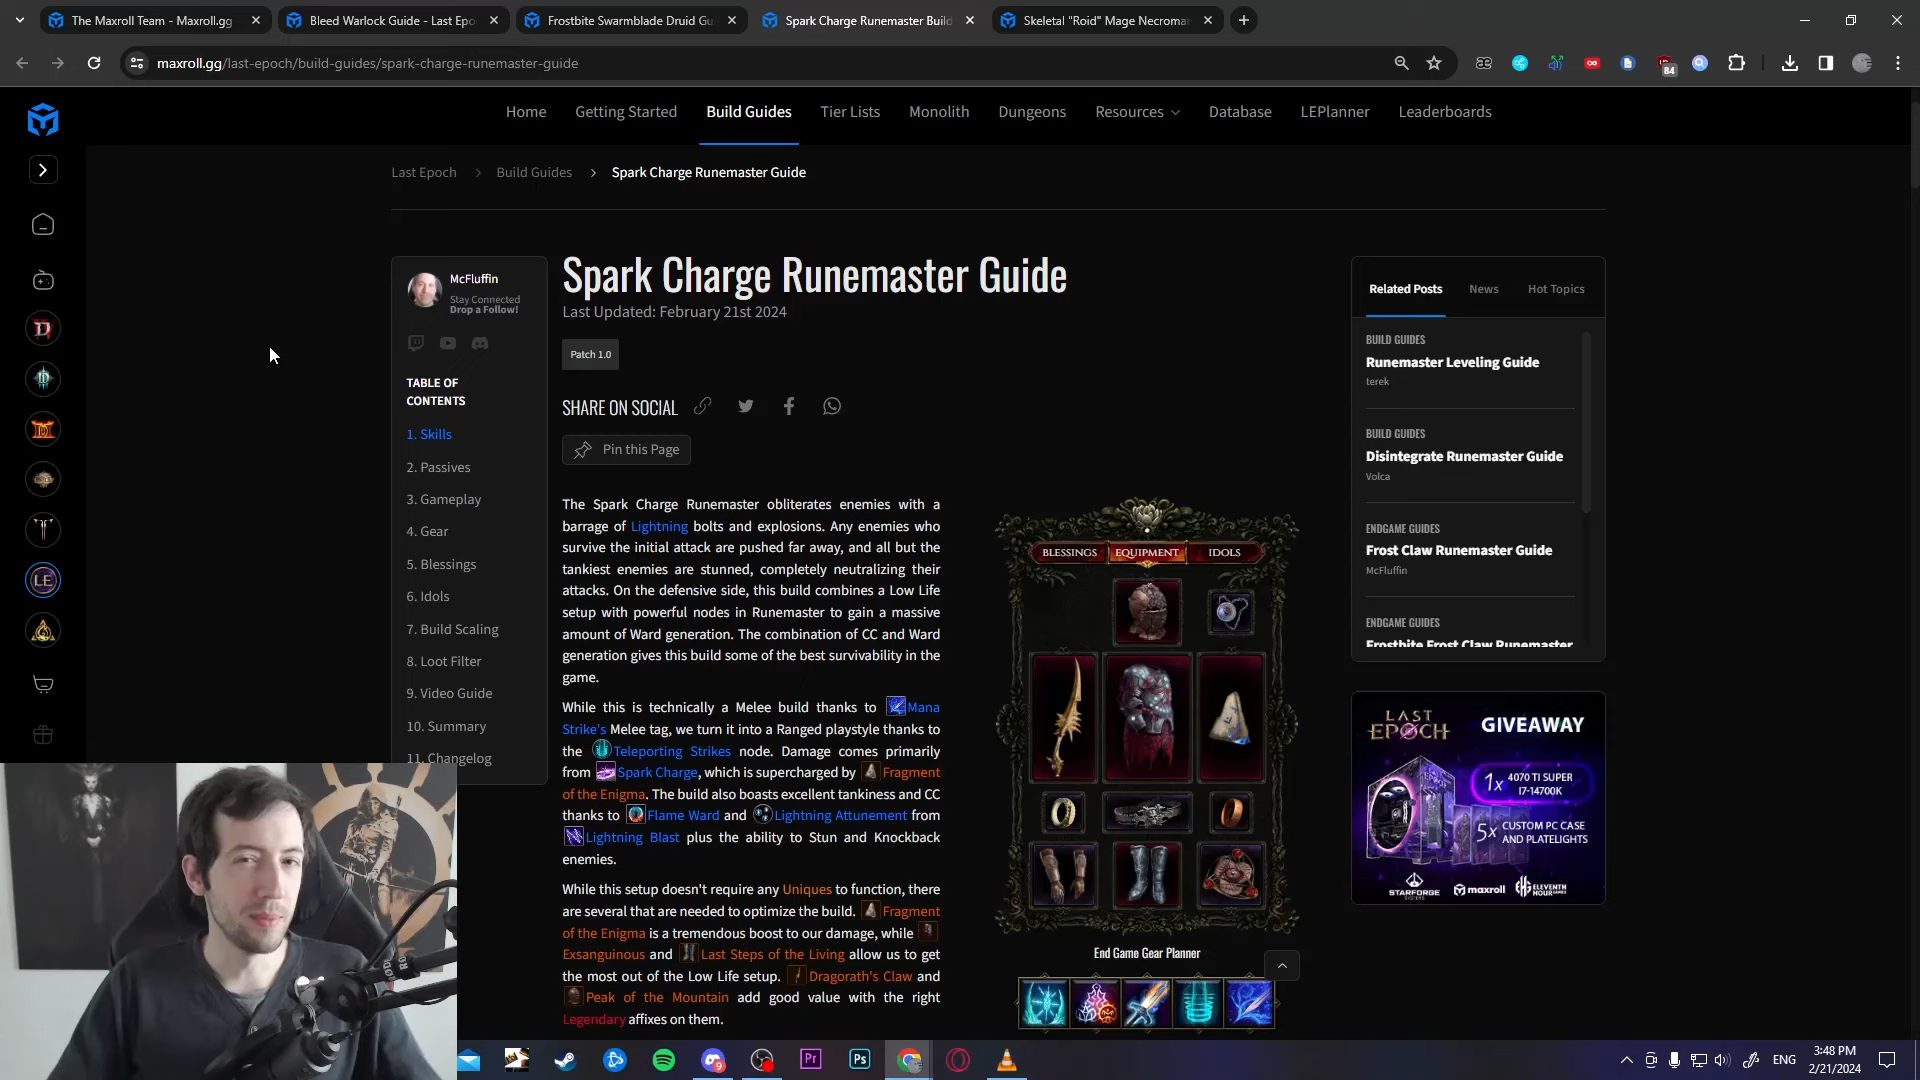 The Maxroll Team - Maxroll.gg
Bleed Warlock Guide - Last Epo
Frostbite Swarmblade Druid Gu
Spark Charge Runemaster Build
Skeletal "Roid" Mage Necroman
maxroll.gg/last-epoch/build-guides/spark-charge-runemaster-guide
84
Home
Getting Started
Build Guides
Tier Lists
Monolith
Dungeons
Resources
Database
LEPlanner
Leaderboards
Last Epoch > Build Guides > Spark Charge Runemaster Guide
McFluffin
Stay Connected
Drop a Follow!
TABLE OF
CONTENTS
1. Skills
2. Passives
3. Gameplay
4. Gear
5. Blessings
6. Idols
7. Build Scaling
8. Loot Filter
9. Video Guide
10. Summary
11. Changelog
LE
Spark Charge Runemaster Guide
Last Updated: February 21st 2024
Patch 1.0
SHARE ON SOCIAL
Pin this Page
The Spark Charge Runemaster obliterates enemies with a
barrage of Lightning bolts and explosions. Any enemies who
survive the initial attack are pushed far away, and all but the
tankiest enemies are stunned, completely neutralizing their
attacks. On the defensive side, this build combines a Low Life
setup with powerful nodes in Runemaster to gain a massive
amount of Ward generation. The combination of CC and Ward
generation gives this build some of the best survivability in the
game.
While this is technically a Melee build thanks to Mana
Strike's Melee tag, we turn it into a Ranged playstyle thanks to
the Teleporting Strikes node. Damage comes primarily
from Spark Charge, which is supercharged by Fragment
of the Enigma. The build also boasts excellent tankiness and CC
thanks to Flame Ward and Lightning Attunement from
Lightning Blast plus the ability to Stun and Knockback
enemies.
While this setup doesn't require any Uniques to function, there
are several that are needed to optimize the build. Fragment
of the Enigma is a tremendous boost to our damage, while
Exsanguinous and Last Steps of the Living allow us to get
the most out of the Low Life setup. Dragorath's Claw and
Peak of the Mountain add good value with the right
Legendary affixes on them.
BLESSINGS
EQUIPMENT
IDOLS
End Game Gear Planner
Related Posts
News
Hot Topics
BUILD GUIDES
Runemaster Leveling Guide
terek
BUILD GUIDES
Disintegrate Runemaster Guide
Volca
ENDGAME GUIDES
Frost Claw Runemaster Guide
McFluffin
ENDGAME GUIDES
Frostbite Frost Claw Runemaster
LAST
EPOCH
GIVEAWAY
1x
4070 TI SUPER
I7-14700K
5x
CUSTOM PC CASE
AND PLATELIGHTS
STARFORGE
SYSTEMS
maxroll
ELEVENTH
HOUR GAMES
9
Pr
Ps
ENG
3:48 PM
2/21/2024